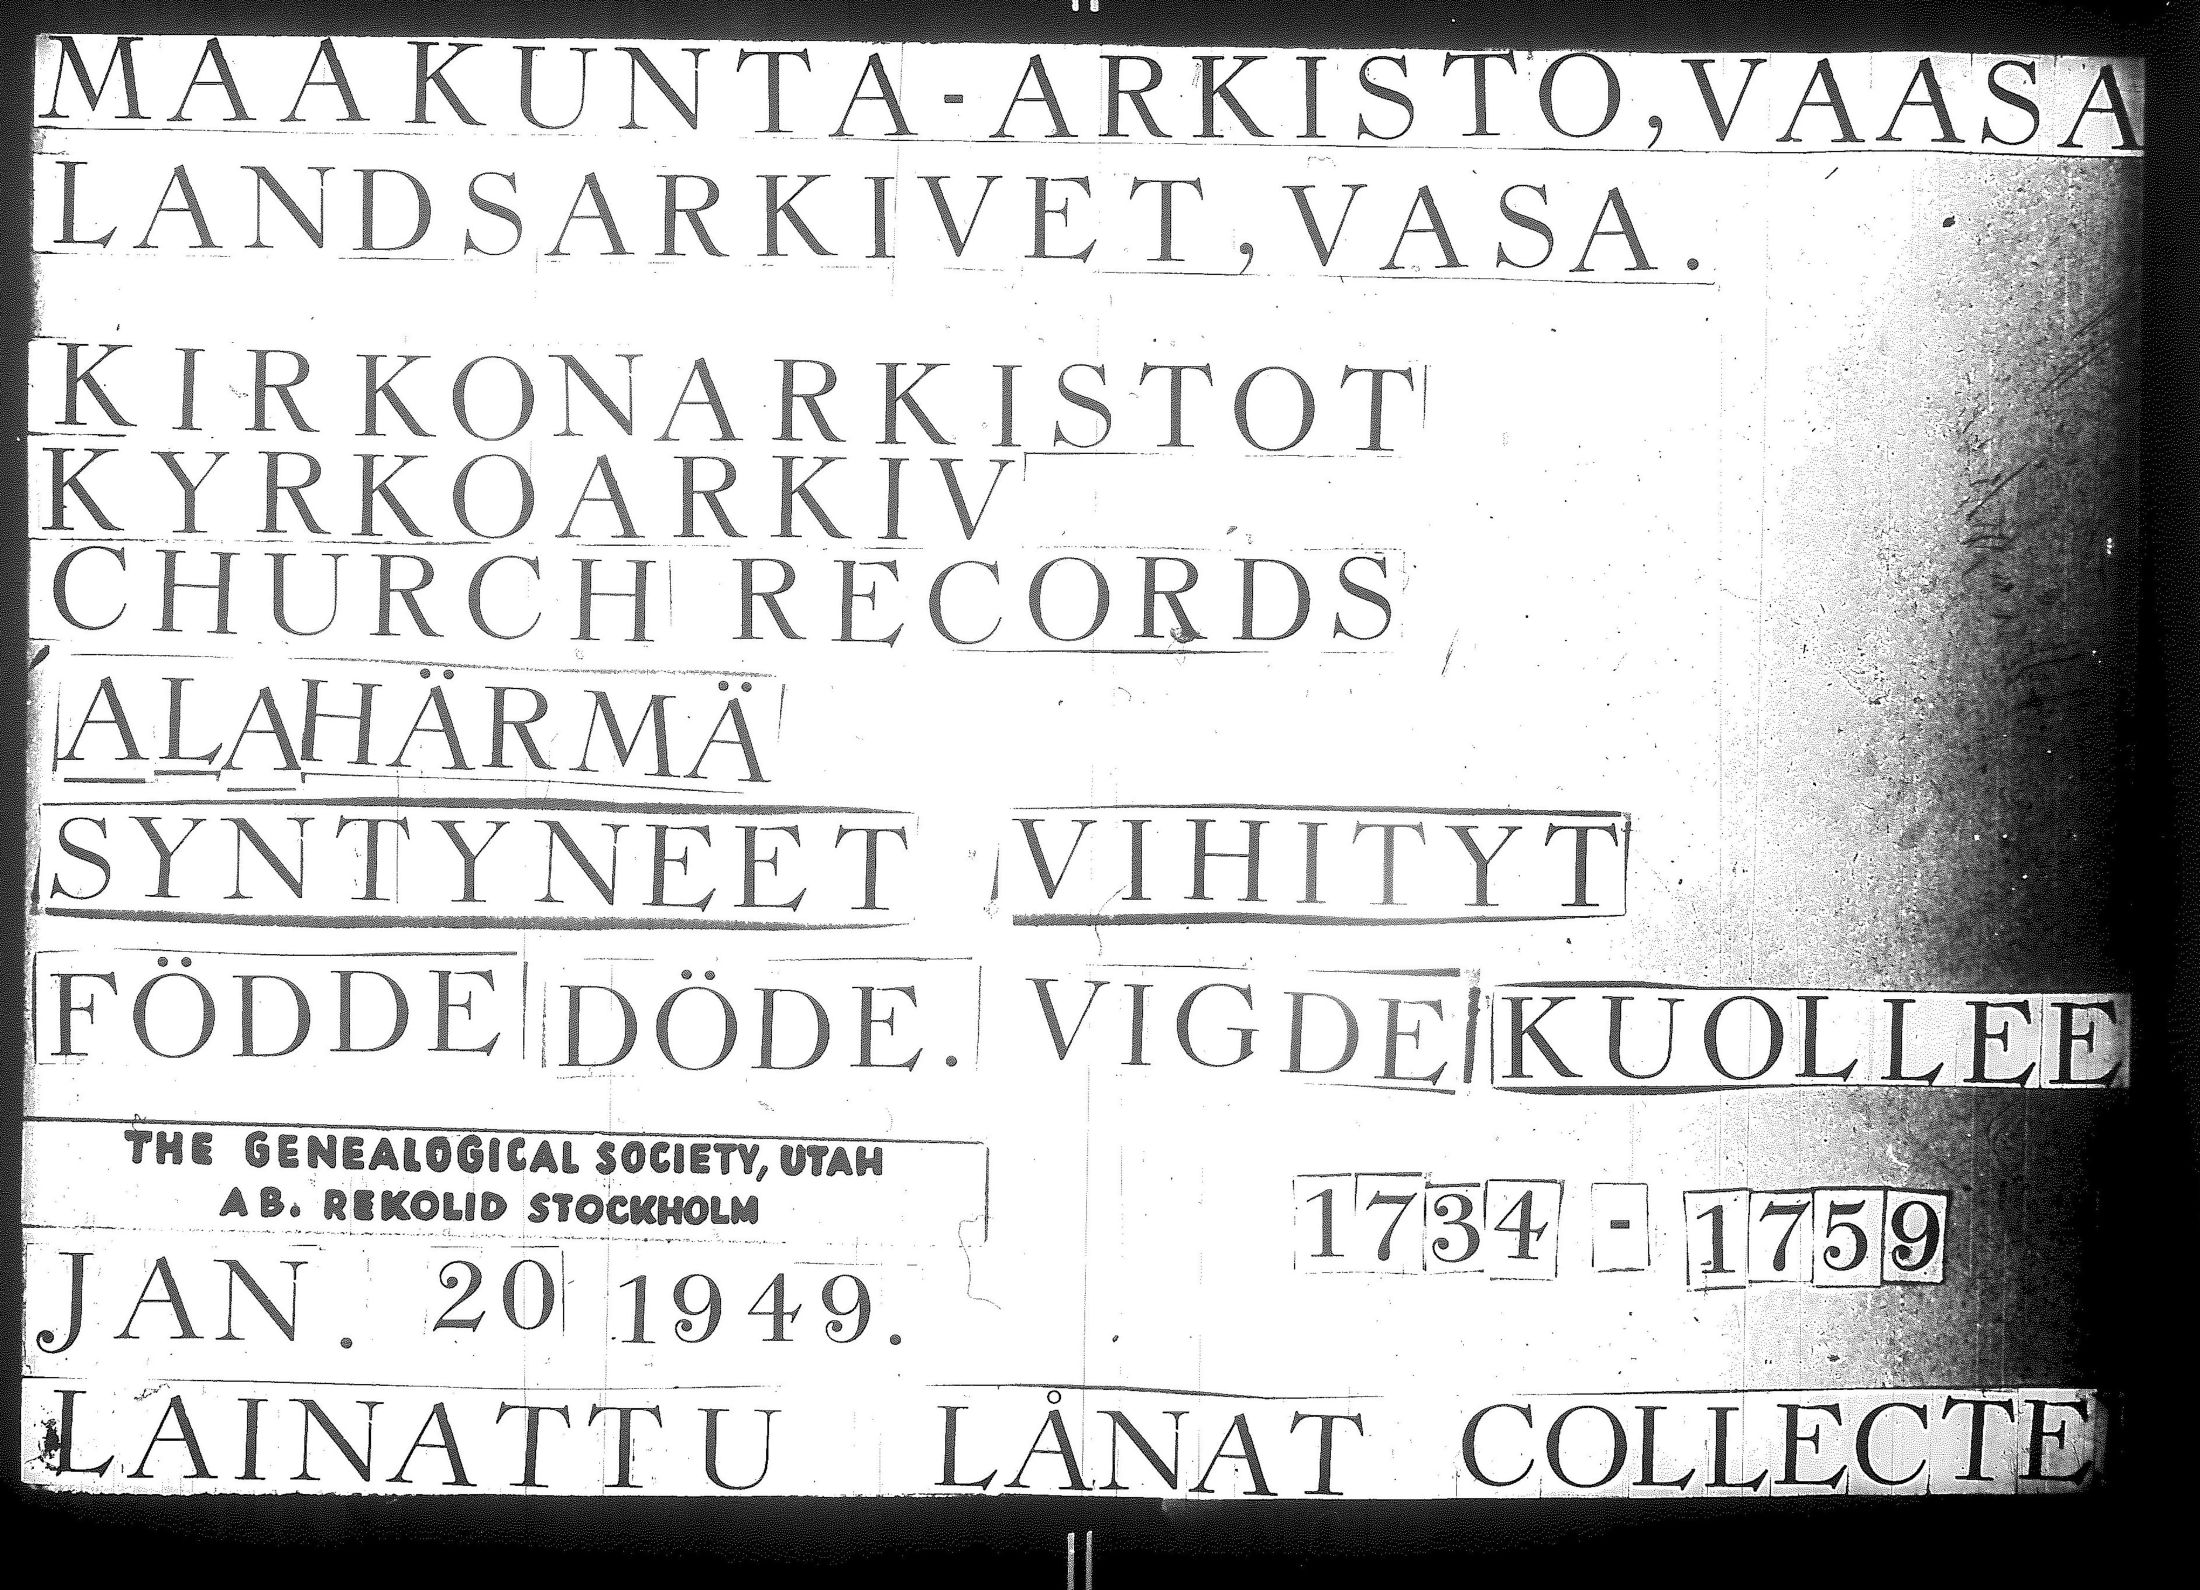 MAAKUNTA-ARKISTO, VAASA
LANDSARKIVET, VASA.
KIRKONARKISTOT
KYRKOARKIV
CHURCH RECORDS
ALAHÄRMÄ
SYNTYNEET VIHITYT
FÖDDE DÖDE. VIGDE KUOLLEE
THE GENEALOGICAL SOCIETY, UTAH
AB. REKOLID STOCKHOLM
1734 - 1759
JAN. 20 1949.
LAINATTU LÅNAT COLLECTE